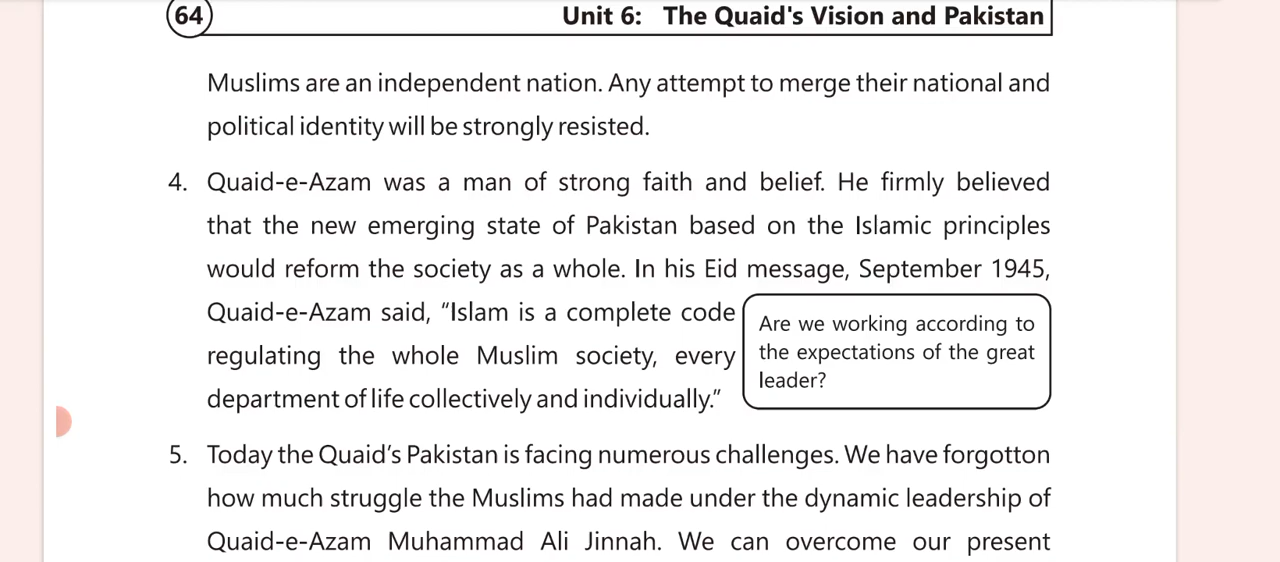 64
Unit 6: The Quaid's Vision and Pakistan
Muslims are an independent nation. Any attempt to merge their national and
political identity will be strongly resisted.
4. Quaid-e-Azam was a man of strong faith and belief. He firmly believed
that the new emerging state of Pakistan based on the Islamic principles
would reform the society as a whole. In his Eid message, September 1945,
Quaid-e-Azam said, “Islam is a complete code
regulating the whole Muslim society, every
department of life collectively and individually.”
Are we working according to
the expectations of the great
leader?
5. Today the Quaid’s Pakistan is facing numerous challenges. We have forgotton
how much struggle the Muslims had made under the dynamic leadership of
Quaid-e-Azam Muhammad Ali Jinnah. We can overcome our present